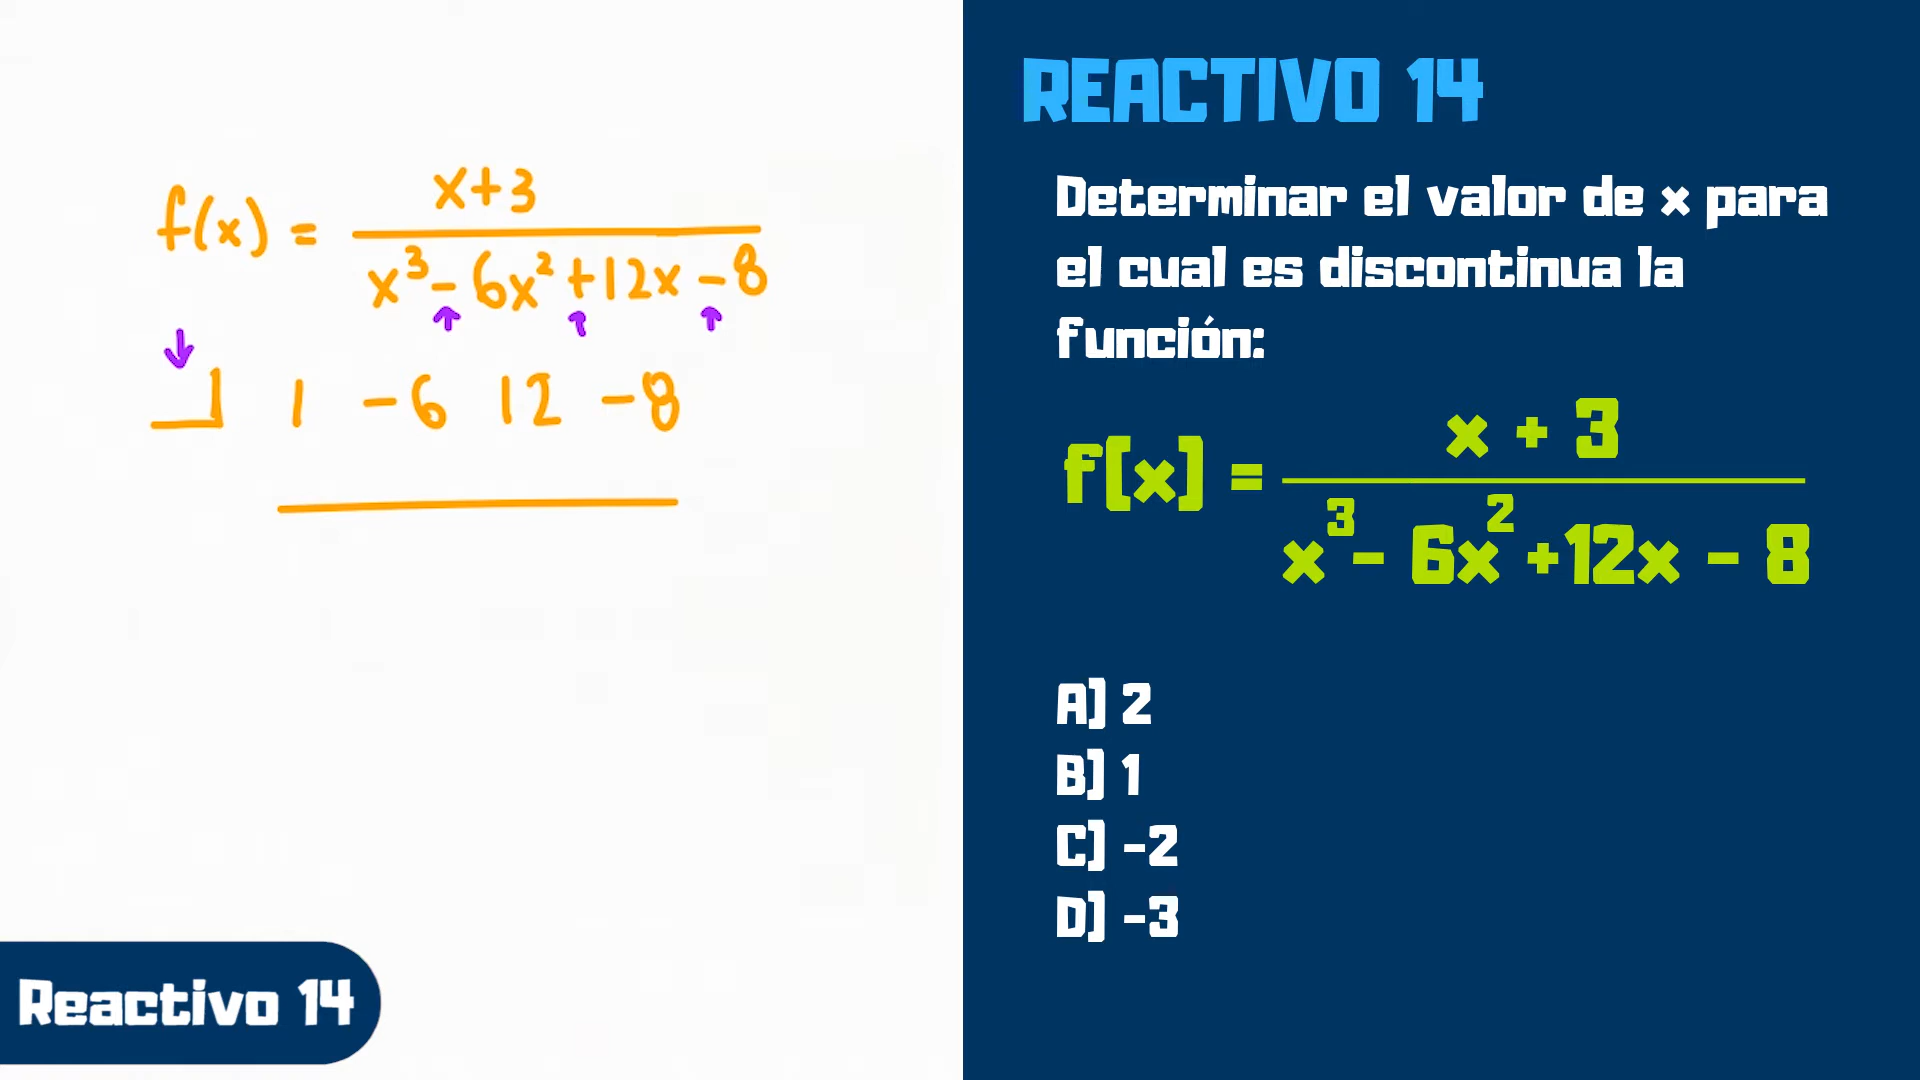 f(x) = x+3
x³ - 6x² + 12x - 8
1 -6 12 -8
Reactivo 14
REACTIVO 14
Determinar el valor de x para
el cual es discontinua la
función:
f(x) = x + 3
x³ - 6x² +12x - 8
A) 2
B) 1
C) -2
D) -3